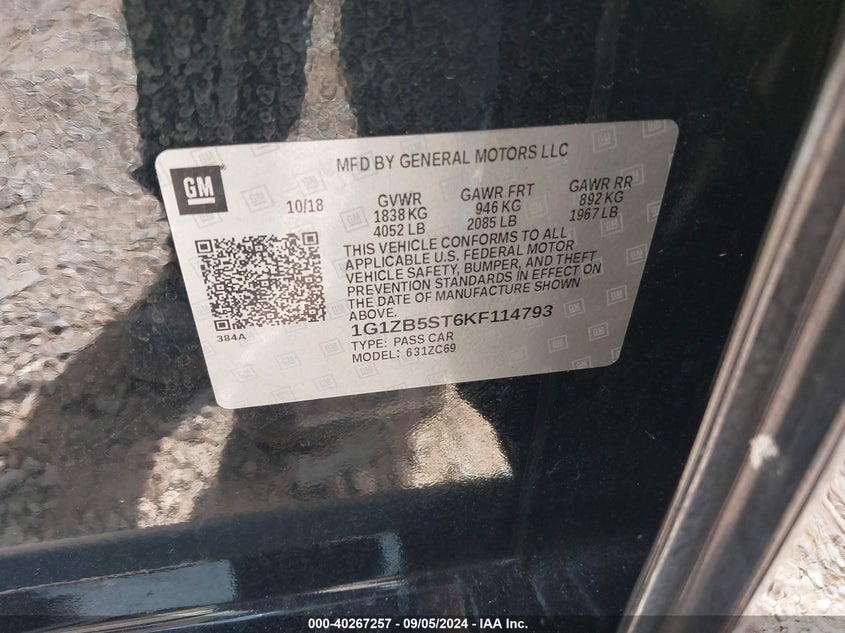 MFD BY GENERAL MOTORS LLC
GM
10/18
GVWR GAWR FRT GAWR RR
1838 KG 946 KG 892 KG
4052 LB 2085 LB 1967 LB
THIS VEHICLE CONFORMS TO ALL
APPLICABLE U.S. FEDERAL MOTOR
VEHICLE SAFETY, BUMPER, AND THEFT
PREVENTION STANDARDS IN EFFECT ON
THE DATE OF MANUFACTURE SHOWN
ABOVE.
384A
1G1ZB5ST6KF114793
TYPE: PASS CAR
MODEL: 631ZC69
000-40267257 - 09/05/2024 - IAA Inc.